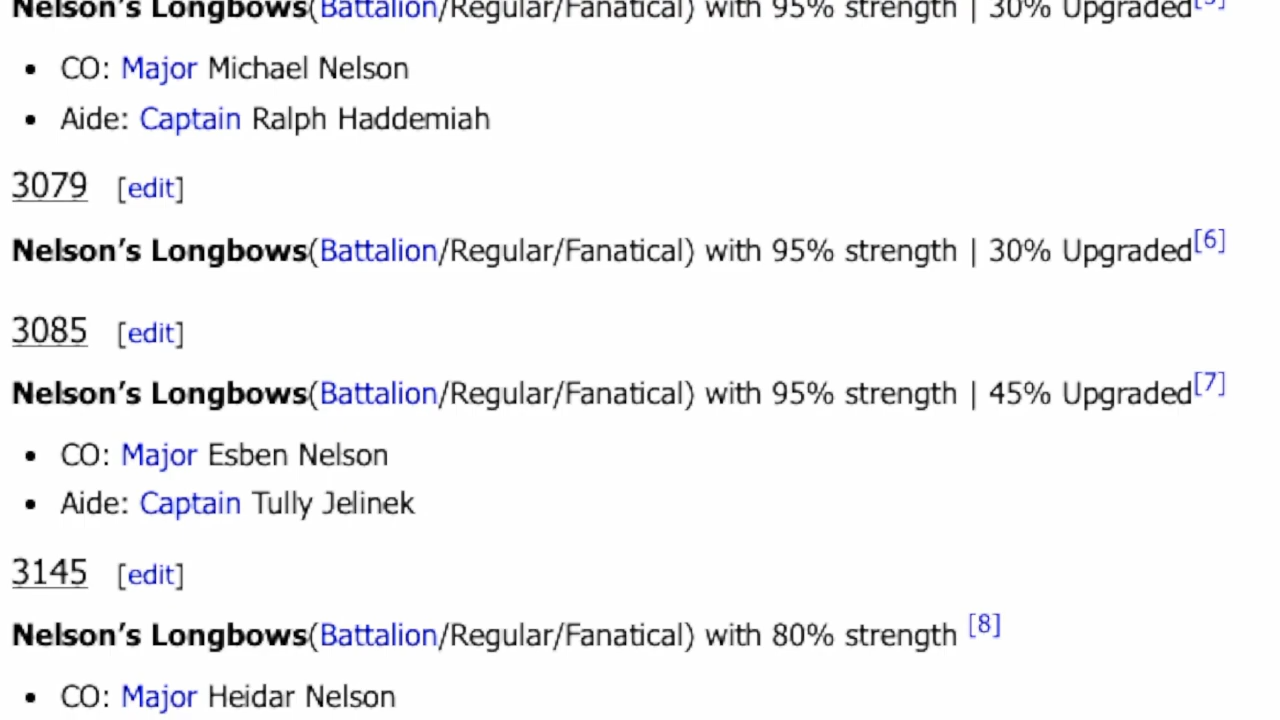 Nelson's Longbows(Battalion/Regular/Fanatical) with 95% strength | 30% Upgraded[5]
• CO: Major Michael Nelson
• Aide: Captain Ralph Haddemiah
3079 [edit]
Nelson's Longbows(Battalion/Regular/Fanatical) with 95% strength | 30% Upgraded[6]
3085 [edit]
Nelson's Longbows(Battalion/Regular/Fanatical) with 95% strength | 45% Upgraded[7]
• CO: Major Esben Nelson
• Aide: Captain Tully Jelinek
3145 [edit]
Nelson's Longbows(Battalion/Regular/Fanatical) with 80% strength [8]
• CO: Major Heidar Nelson